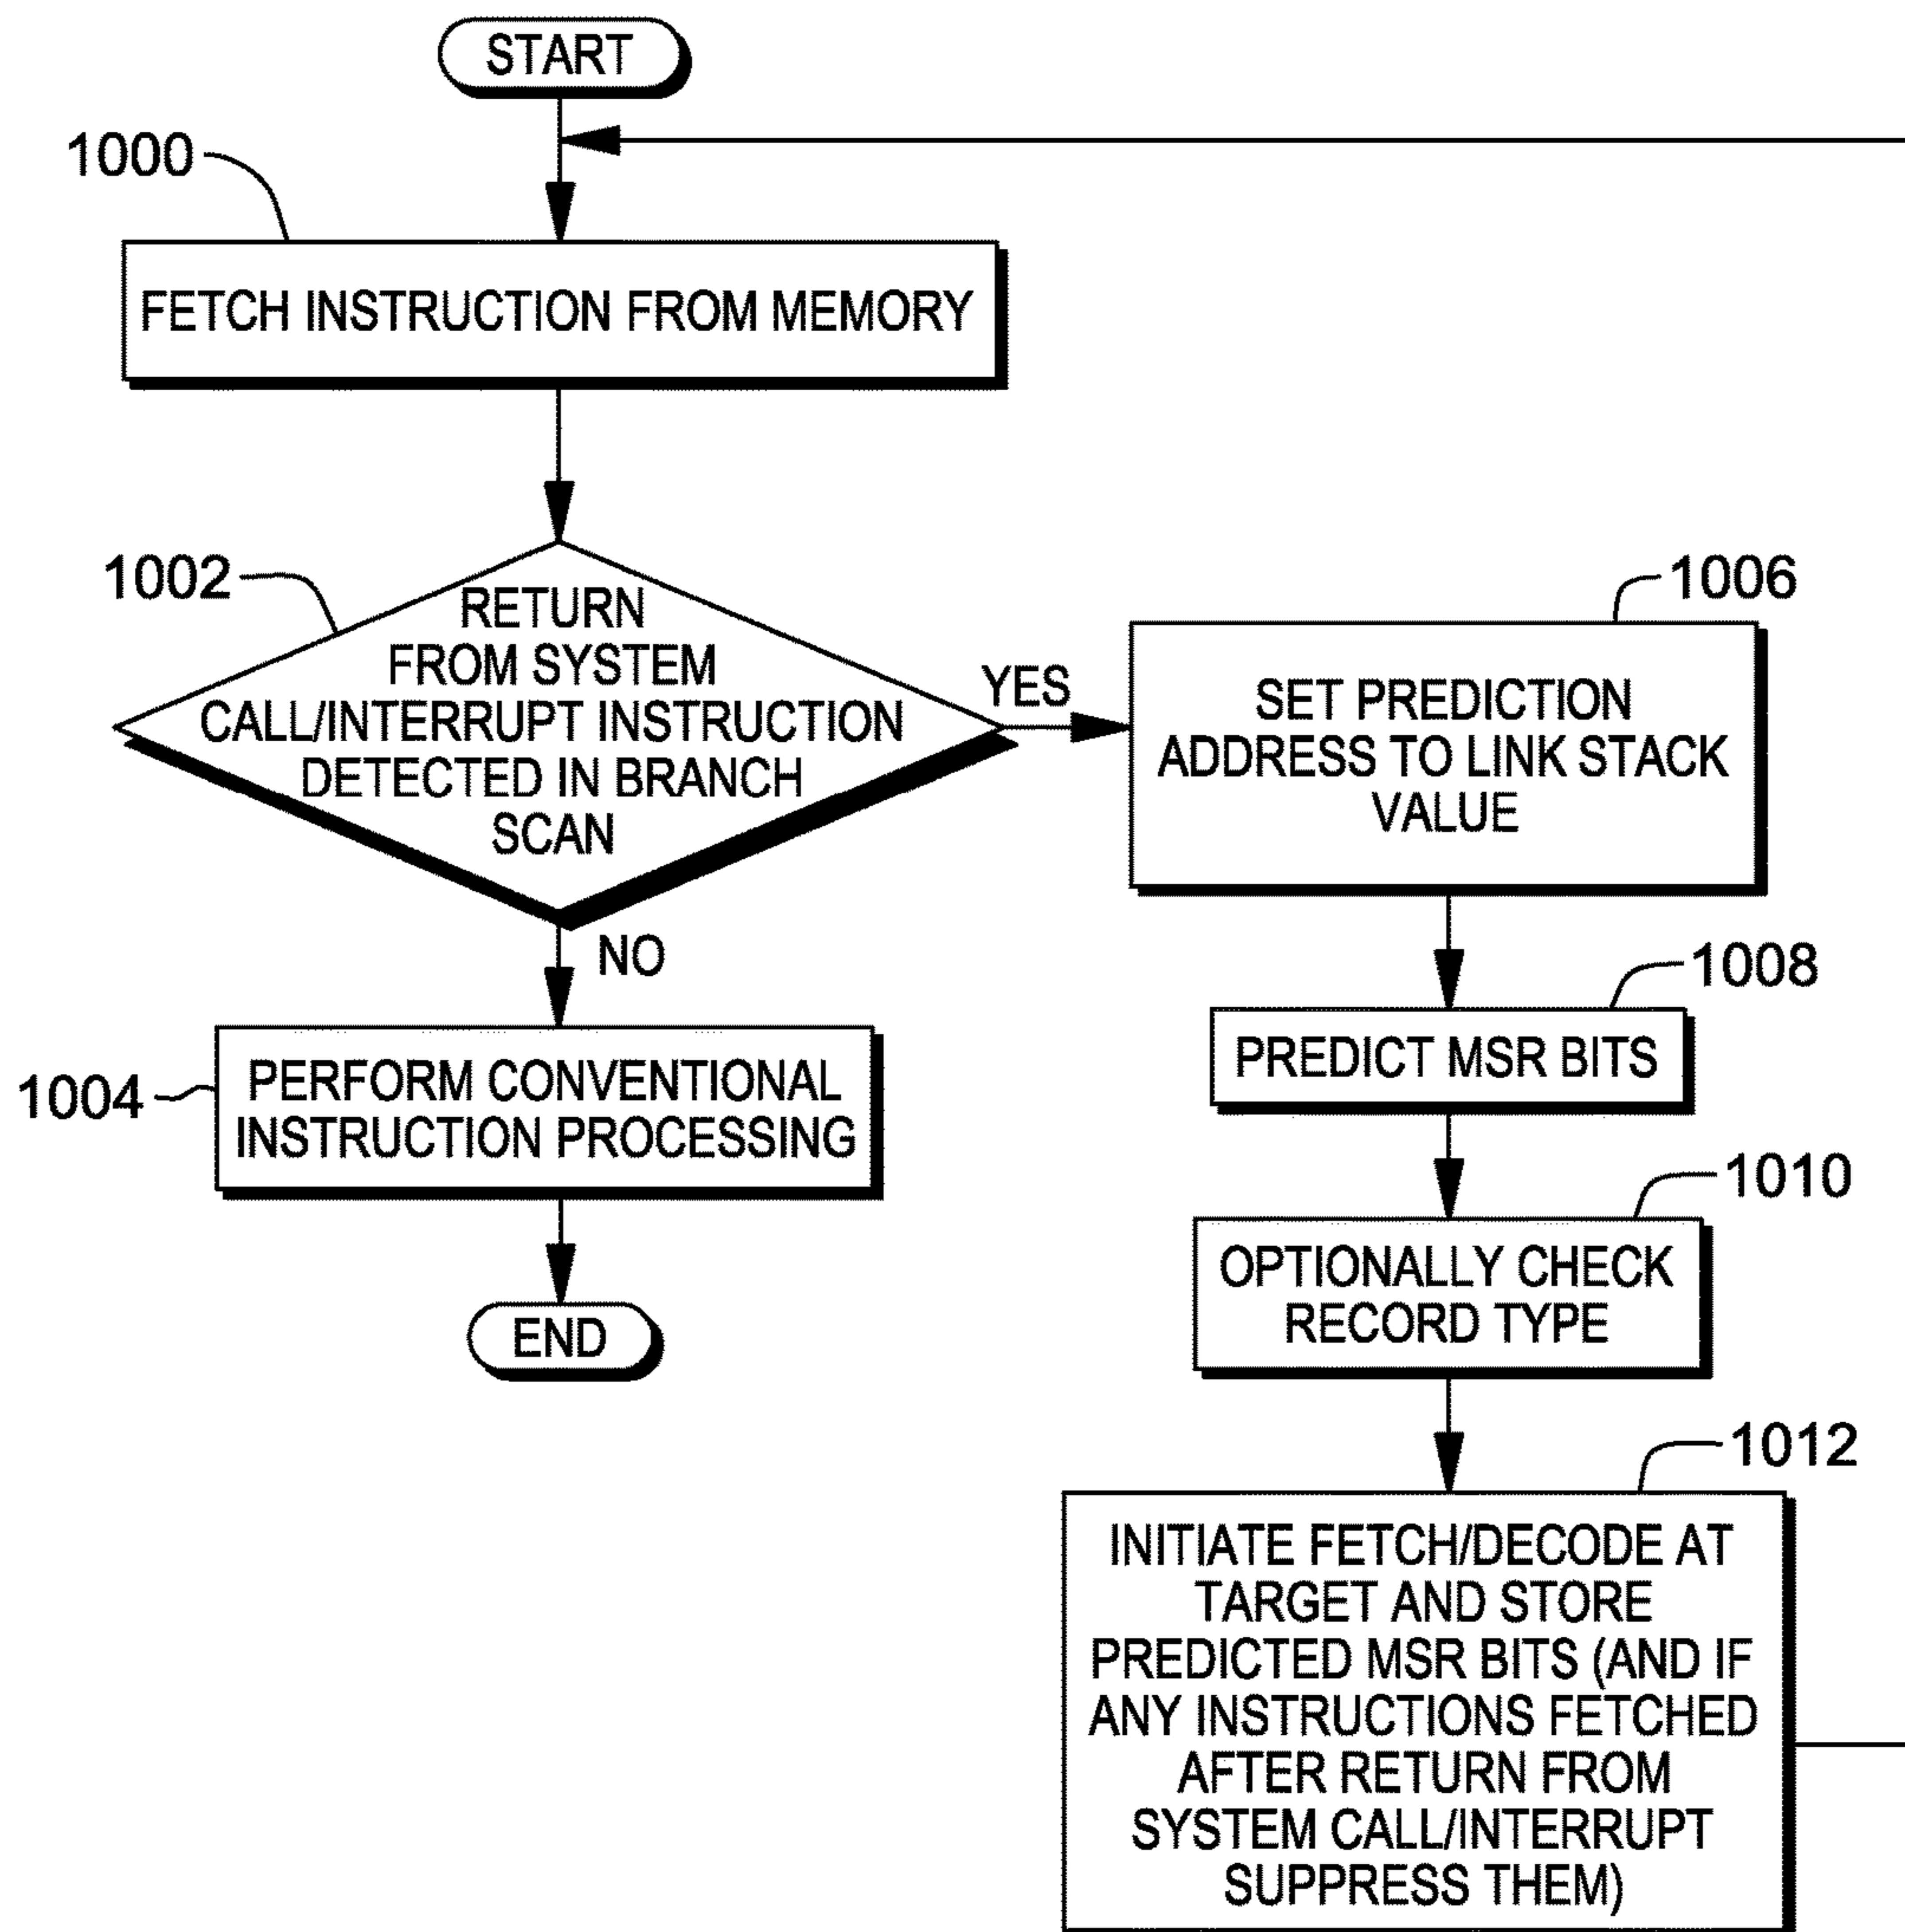 START
1000
FETCH INSTRUCTION FROM MEMORY
1002
RETURN
FROM SYSTEM
CALL/INTERRUPT INSTRUCTION
DETECTED IN BRANCH
SCAN
YES
NO
1004
PERFORM CONVENTIONAL
INSTRUCTION PROCESSING
END
1006
SET PREDICTION
ADDRESS TO LINK STACK
VALUE
1008
PREDICT MSR BITS
1010
OPTIONALLY CHECK
RECORD TYPE
1012
INITIATE FETCH/DECODE AT
TARGET AND STORE
PREDICTED MSR BITS (AND IF
ANY INSTRUCTIONS FETCHED
AFTER RETURN FROM
SYSTEM CALL/INTERRUPT
SUPPRESS THEM)